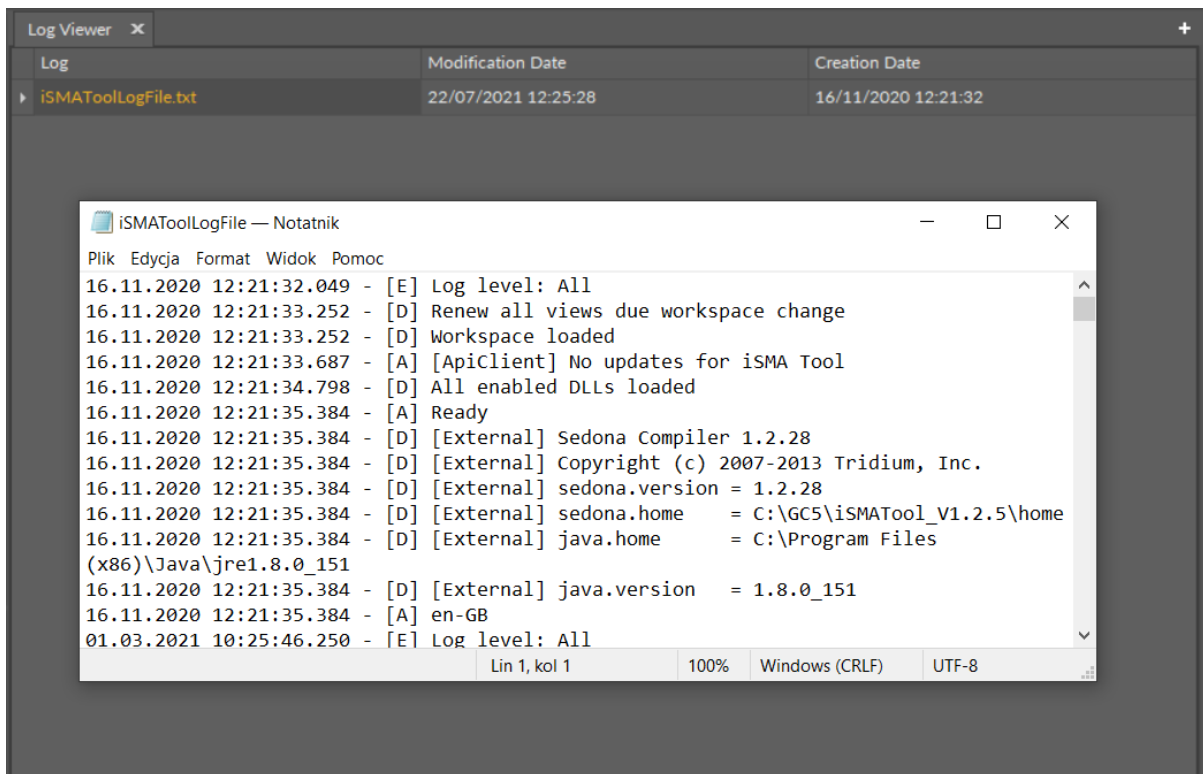 Log Viewer
Log Modification Date Creation Date
iSMAToolLogFile.txt 22/07/2021 12:25:28 16/11/2020 12:21:32
iSMAToolLogFile — Notatnik
Plik Edycja Format Widok Pomoc
16.11.2020 12:21:32.049 - [E] Log level: All
16.11.2020 12:21:33.252 - [D] Renew all views due workspace change
16.11.2020 12:21:33.252 - [D] Workspace loaded
16.11.2020 12:21:33.687 - [A] [ApiClient] No updates for iSMA Tool
16.11.2020 12:21:34.798 - [D] All enabled DLLs loaded
16.11.2020 12:21:35.384 - [A] Ready
16.11.2020 12:21:35.384 - [D] [External] Sedona Compiler 1.2.28
16.11.2020 12:21:35.384 - [D] [External] Copyright (c) 2007-2013 Tridium, Inc.
16.11.2020 12:21:35.384 - [D] [External] sedona.version = 1.2.28
16.11.2020 12:21:35.384 - [D] [External] sedona.home    = C:\GC5\iSMATool_V1.2.5\home
16.11.2020 12:21:35.384 - [D] [External] java.home      = C:\Program Files
(x86)\Java\jre1.8.0_151
16.11.2020 12:21:35.384 - [D] [External] java.version   = 1.8.0_151
16.11.2020 12:21:35.384 - [A] en-GB
01.03.2021 10:25:46.250 - [E] Log level: All
Lin 1, kol 1 100% Windows (CRLF) UTF-8